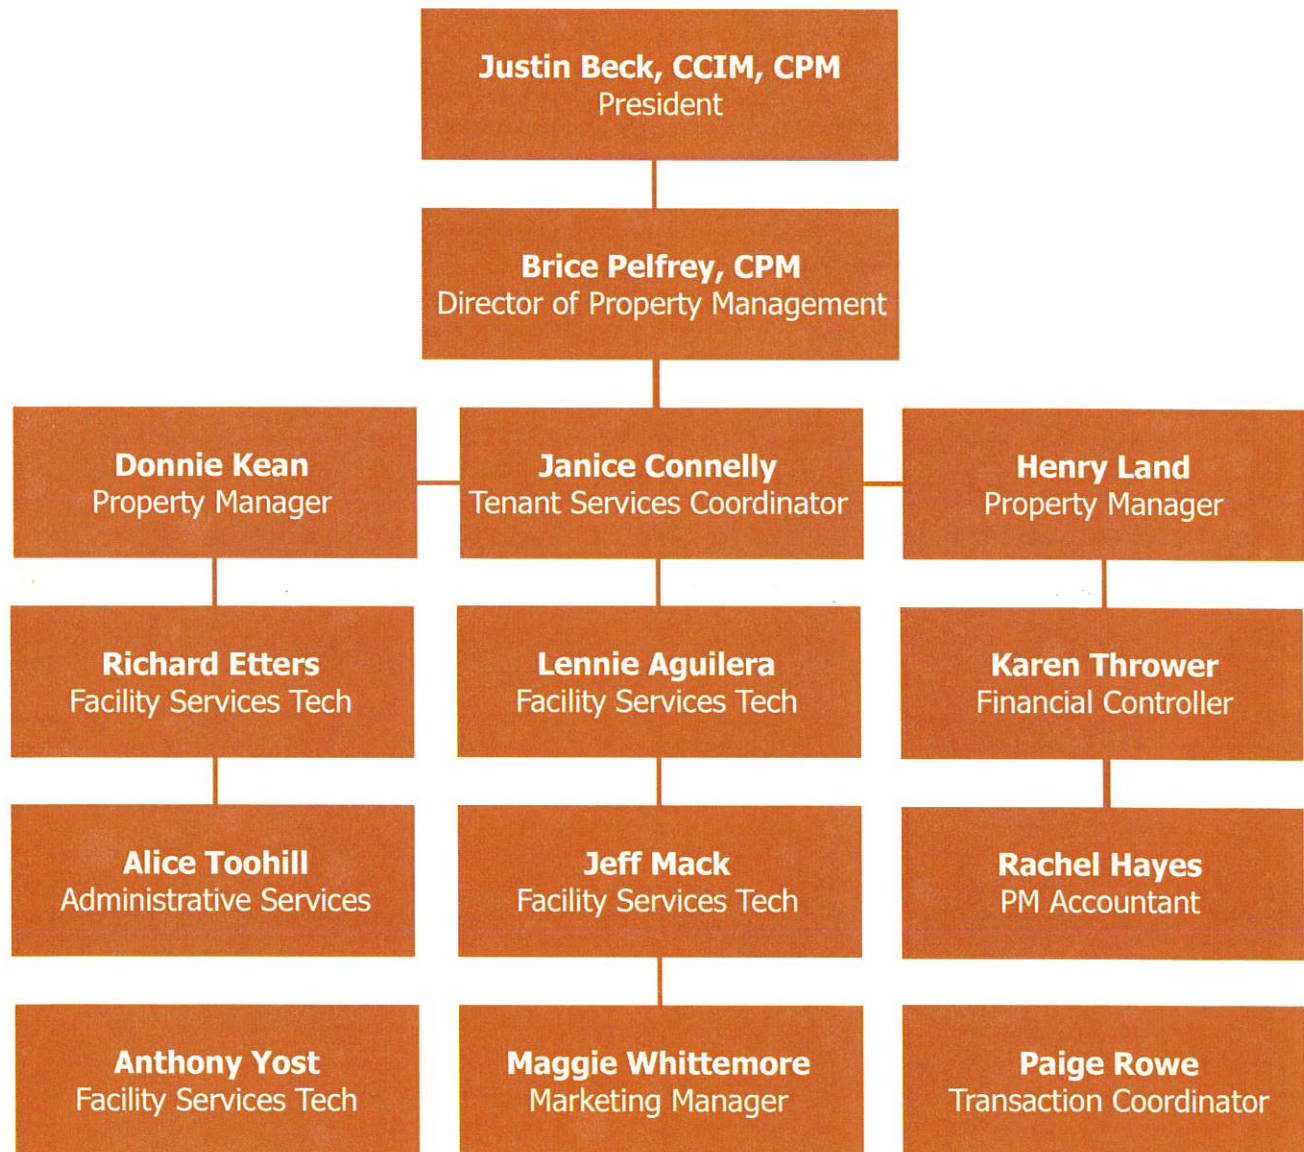 Justin Beck, CCIM, CPM
President
Brice Pelfrey, CPM
Director of Property Management
Donnie Kean
Property Manager
Janice Connelly
Tenant Services Coordinator
Henry Land
Property Manager
Richard Etters
Facility Services Tech
Lennie Aguilera
Facility Services Tech
Karen Thrower
Financial Controller
Alice Toohill
Administrative Services
Jeff Mack
Facility Services Tech
Rachel Hayes
PM Accountant
Anthony Yost
Facility Services Tech
Maggie Whittemore
Marketing Manager
Paige Rowe
Transaction Coordinator